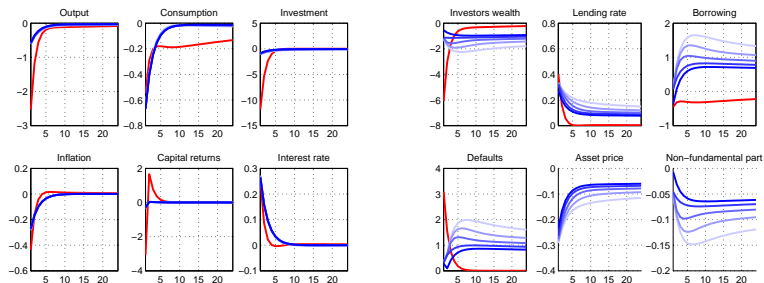 Output Consumption Investment Investors wealth Lending rate Borrowing
0 0 5 0 0.8 2
−1 −0.2 0 −2 0.6 1
−2 −0.4 −5 −4 0.4 0
−0.6 −10 −6 0.2
−3 −0.8 −15 −8 0 −1
5 10 15 20 5 10 15 20 5 10 15 20 5 10 15 20 5 10 15 20 5 10 15 20
Inflation Capital returns Interest rate Defaults Asset price Non−fundamental part
0.2 2 0.3 4 0 0
0 0 0.2 3 −0.1 −0.05
−0.2 0.1 2 −0.2 −0.1
−0.4 −2 0 1 −0.3 −0.15
−0.6 −4 −0.1 0 −0.4 −0.2
5 10 15 20 5 10 15 20 5 10 15 20 5 10 15 20 5 10 15 20 5 10 15 20